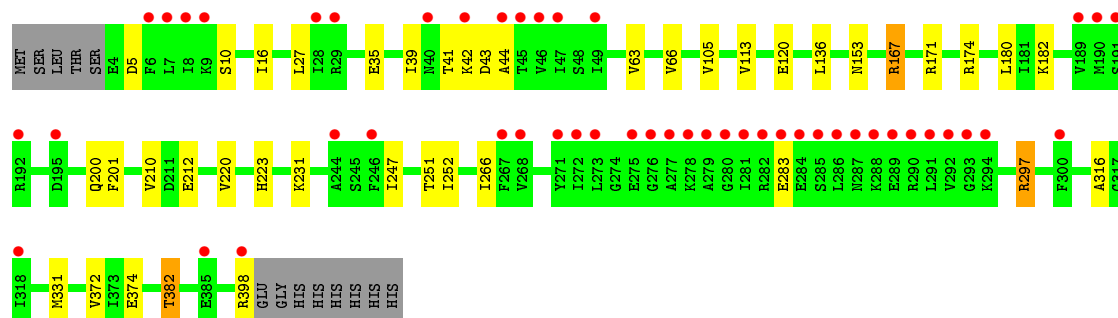 MET SER LEU THR SER E4 D5 F6 L7 I8 K9 S10 I16 L27 I28 R29 E35 I39 N40 T41 K42 D43 A44 T45 V46 I47 S48 I49 V63 V66 V105 V113 E120 L136 N153 R167 R171 R174 L180 I181 K182 V189 M190 S191
R192 D195 Q200 F201 V210 D211 E212 V220 H223 K231 A244 S245 F246 I247 T251 I252 I266 F267 V268 Y271 I272 L273 G274 E275 G276 A277 K278 A279 G280 I281 R282 E283 E284 S285 L286 N287 K288 E289 R290 L291 V292 G293 K294 R297 F300 A316 G317
I318 M331 V372 I373 E374 T382 E385 R398 GLU GLY HIS HIS HIS HIS HIS HIS